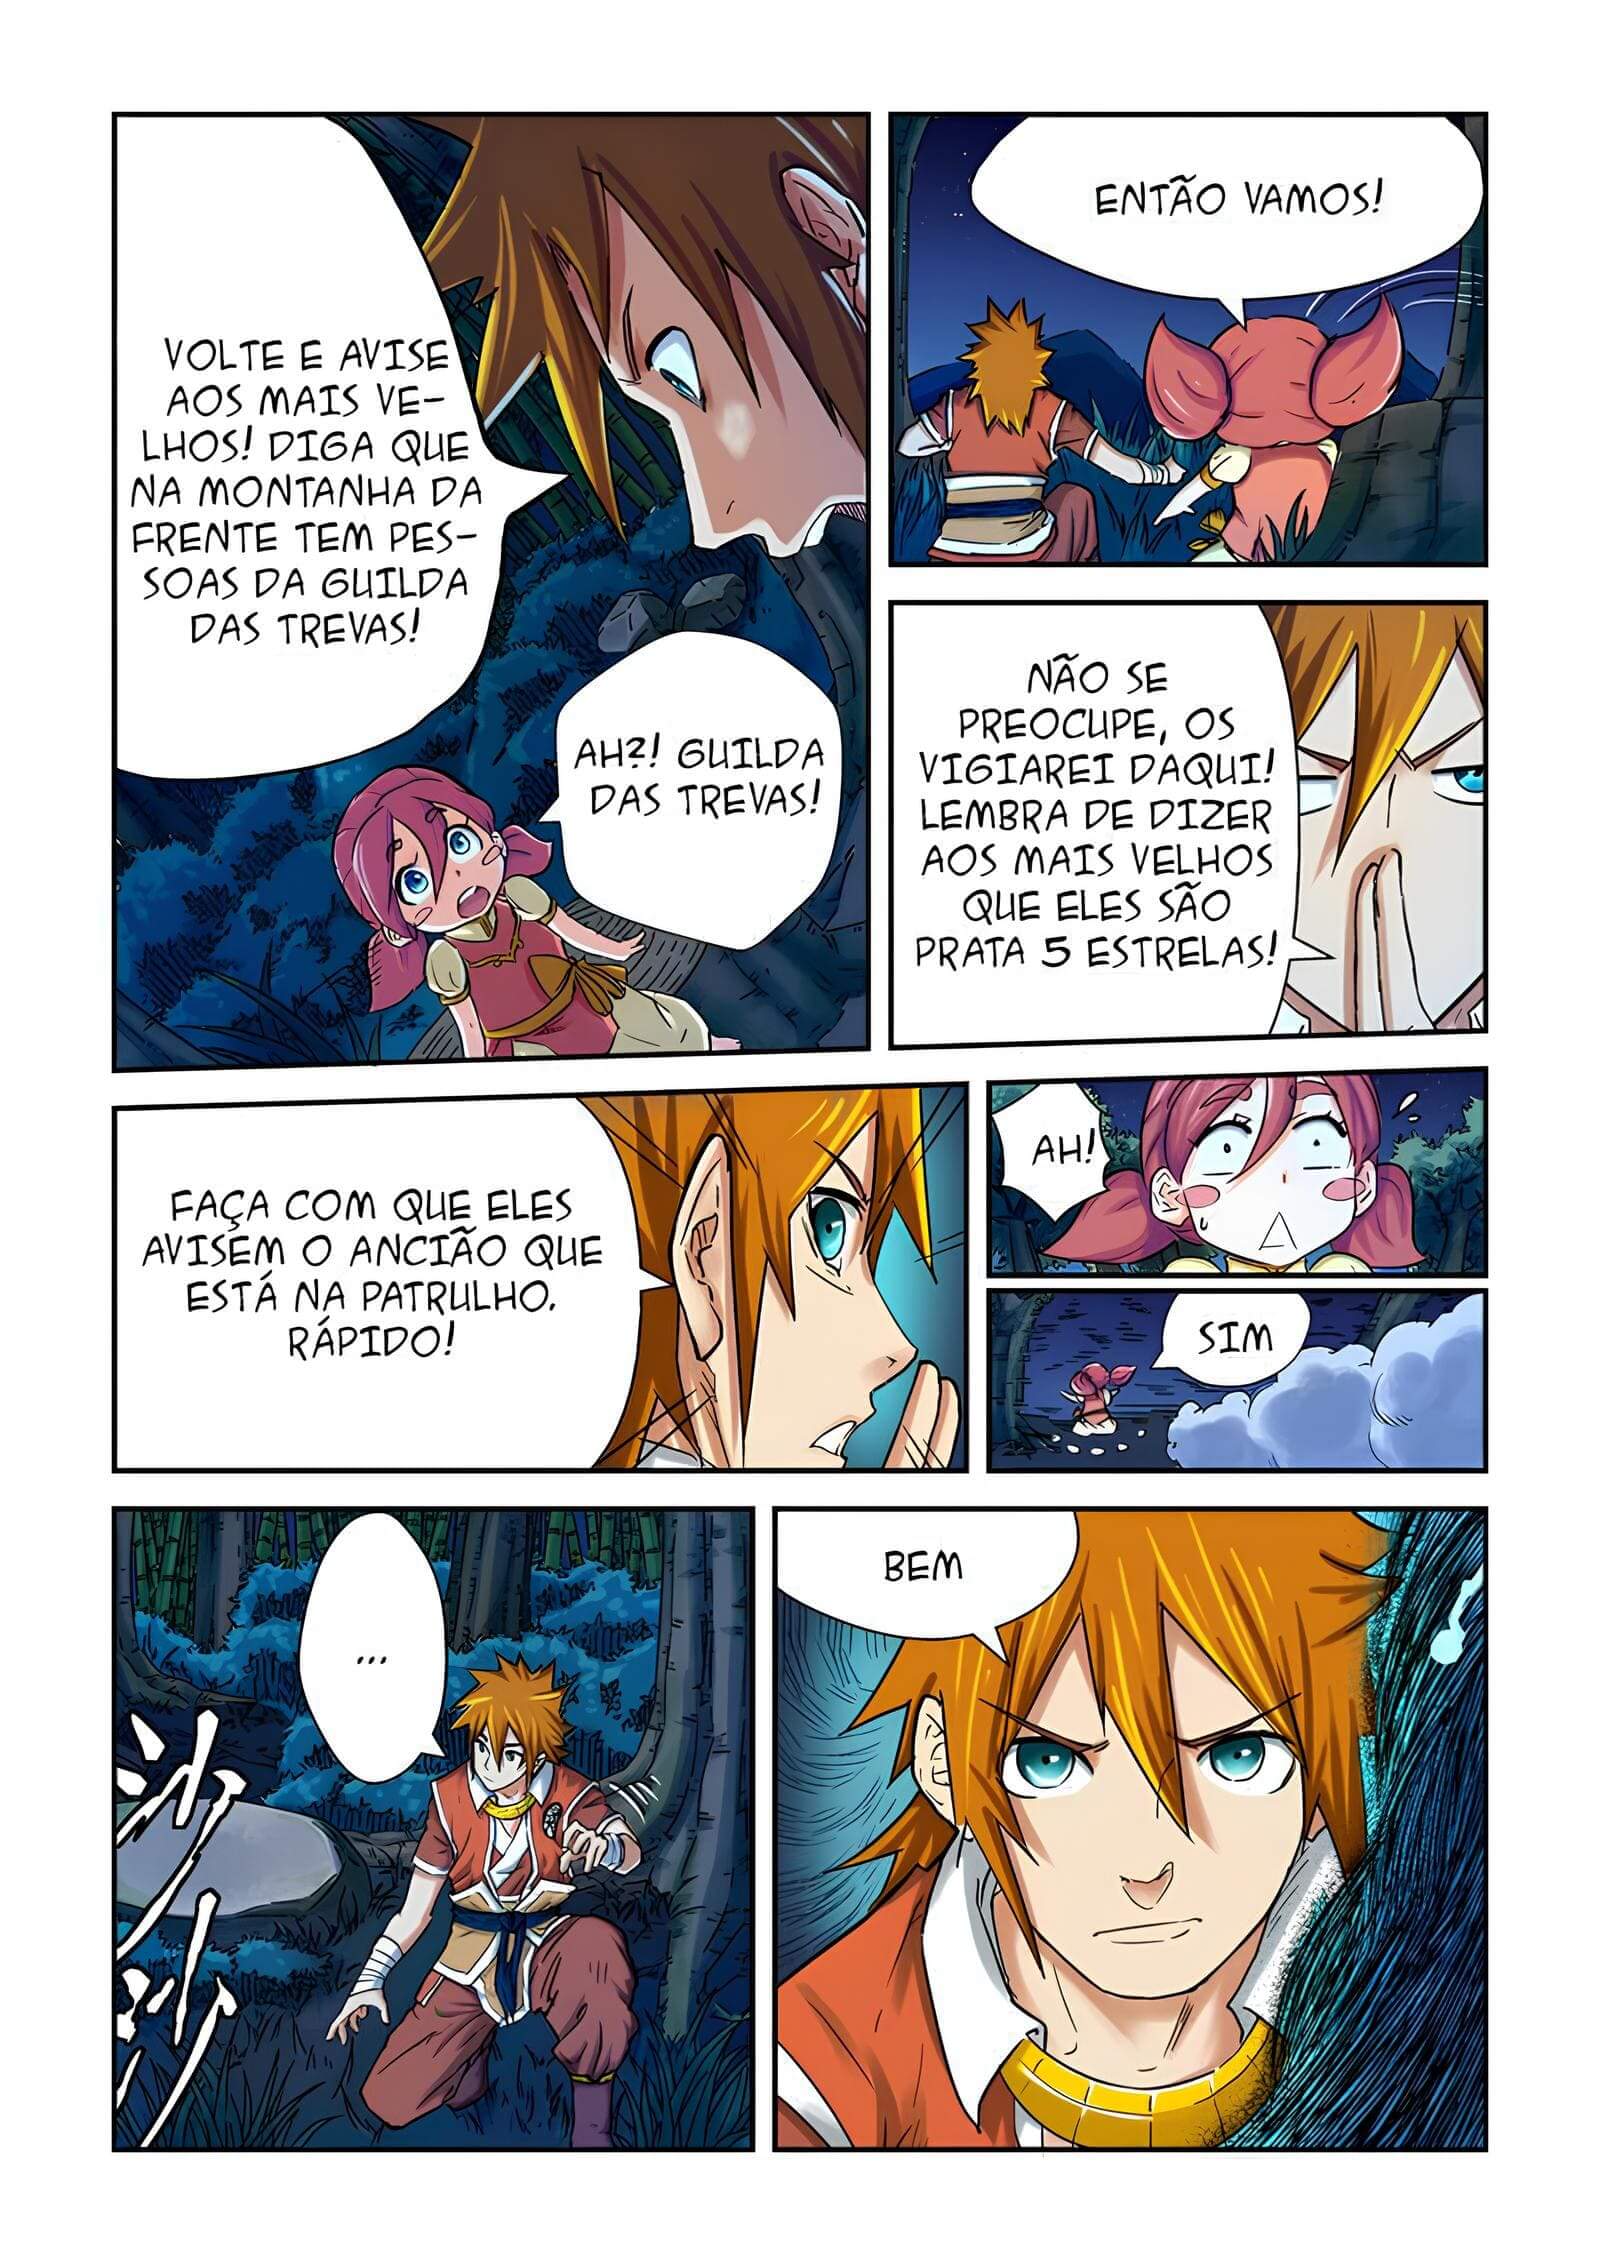 VOLTE E AVISE
AOS MAIS VE-
LHOS! DIGA QUE
NA MONTANHA DA
FRENTE TEM PES-
SOAS DA GUILDA
DAS TREVAS!
AH?! GUILDA
DAS TREVAS!
ENTÃO VAMOS!
NÃO SE
PREOCUPE, OS
VIGIAREI DAQUI!
LEMBRA DE DIZER
AOS MAIS VELHOS
QUE ELES SÃO
PRATA 5 ESTRELAS!
FAÇA COM QUE ELES
AVISEM O ANCIÃO QUE
ESTÁ NA PATRULHO.
RÁPIDO!
AH!
SIM
...
沙沙
BEM